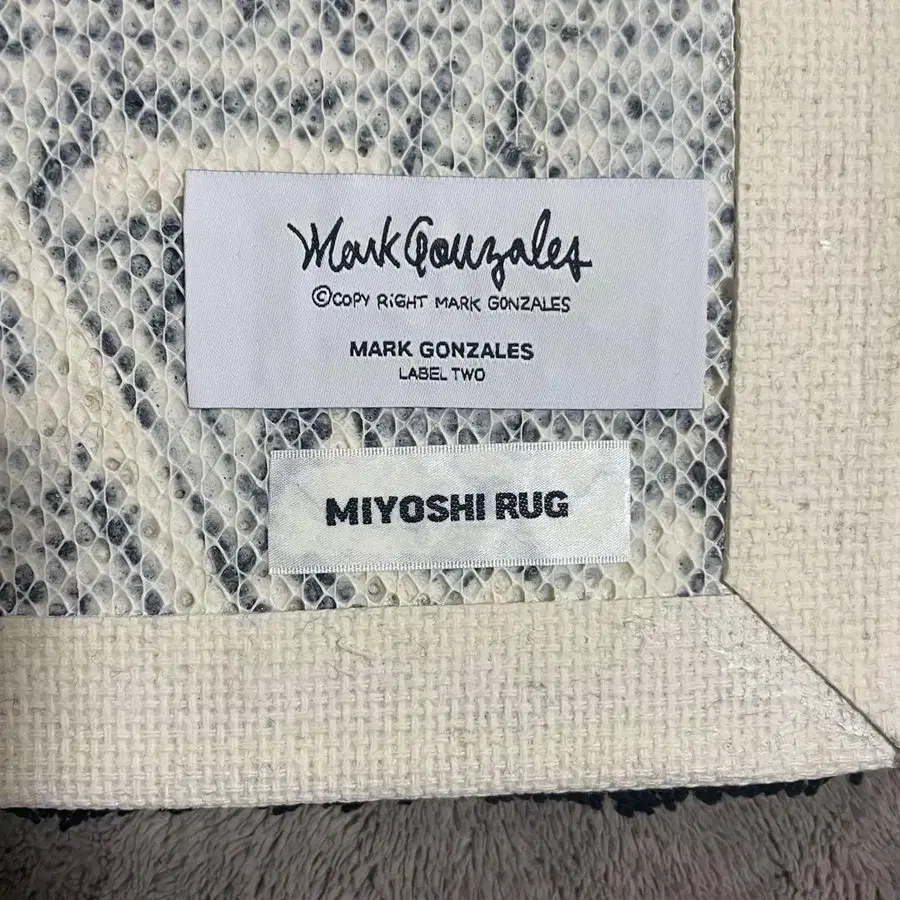 Mark Gonzales
©COPY RiGHT MARK GONZALES
MARK GONZALES
LABEL TWO
MIYOSHI RUG